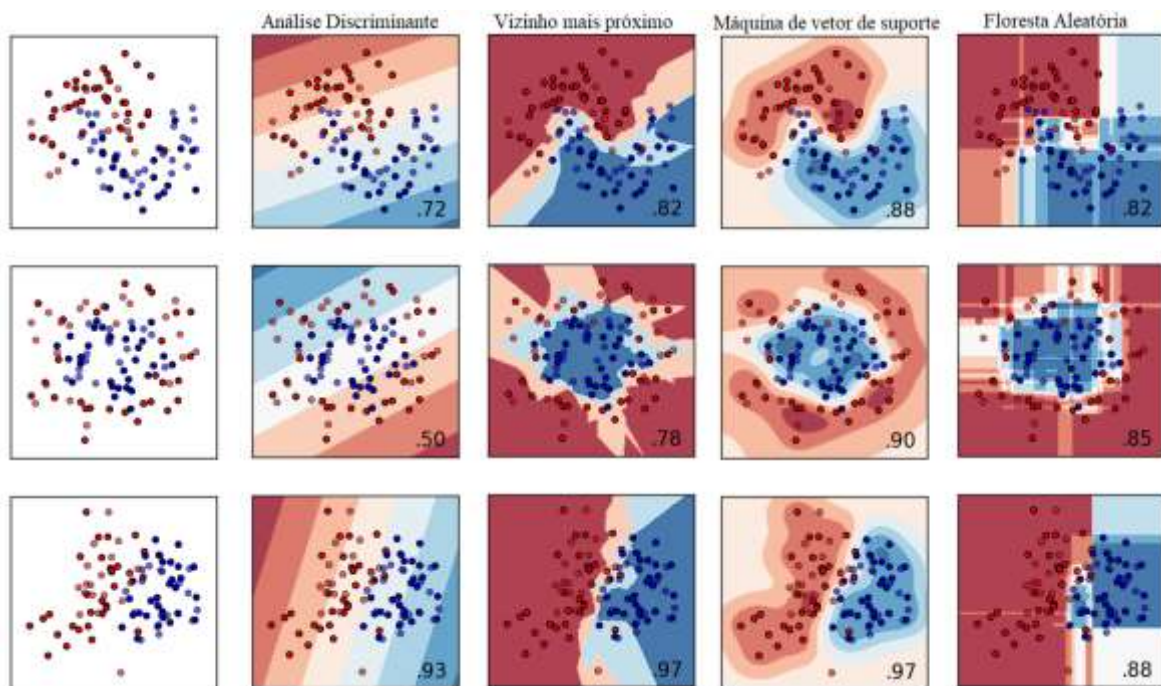 Análise Discriminante Vizinho mais próximo Máquina de vetor de suporte Floresta Aleatória
.72 .82 .88 .82
.50 .78 .90 .85
.93 .97 .97 .88